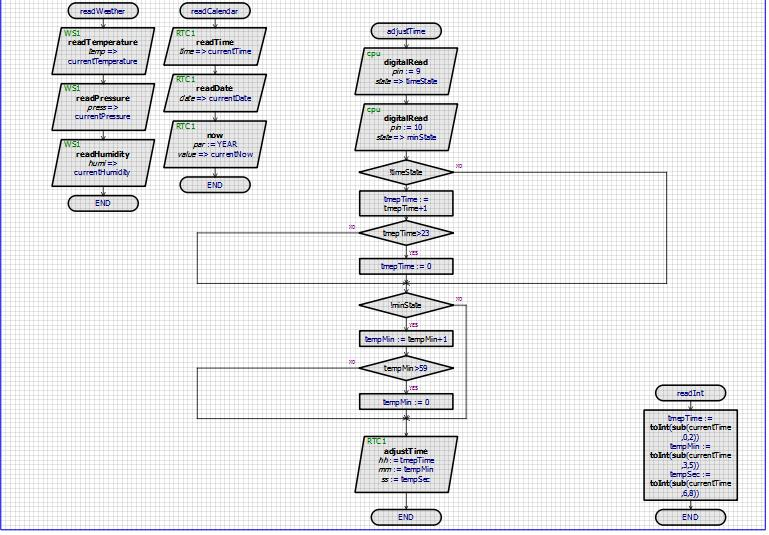 readWeather
WS1
readTemperature
temp =>
currentTemperature
WS1
readPressure
press =>
currentPressure
WS1
readHumidity
humi =>
currentHumidity
END
readCalendar
RTC1
readTime
time => currentTime
RTC1
readDate
date => currentDate
RTC1
now
par := YEAR
value => currentNow
END
adjustTime
cpu
digitalRead
pin := 9
state => timeState
cpu
digitalRead
pin := 10
state => minState
!timeState
NO
tmepTime :=
tmepTime+1
tmepTime>23
NO
YES
tmepTime := 0
!minState
NO
YES
tempMin := tempMin+1
tempMin>59
NO
YES
tempMin := 0
RTC1
adjustTime
hh := tmepTime
mm := tempMin
ss := tempSec
END
readInt
tmepTime :=
toInt(sub(currentTime
,0,2))
tempMin :=
toInt(sub(currentTime
,3,5))
tempSec :=
toInt(sub(currentTime
,6,8))
END